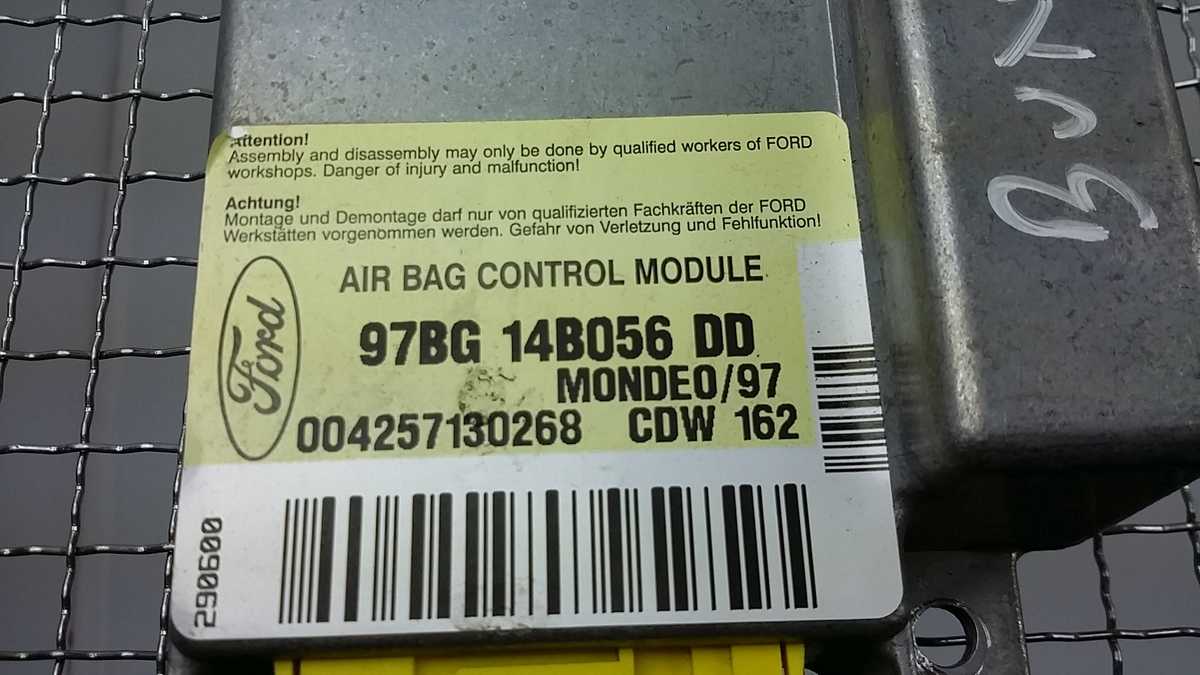 Attention!
Assembly and disassembly may only be done by qualified workers of FORD
workshops. Danger of injury and malfunction!
Achtung!
Montage und Demontage darf nur von qualifizierten Fachkräften der FORD
Werkstätten vorgenommen werden. Gefahr von Verletzung und Fehlfunktion!
Ford
AIR BAG CONTROL MODULE
97BG 14B056 DD
MONDEO/97
004257130268 CDW 162
290600